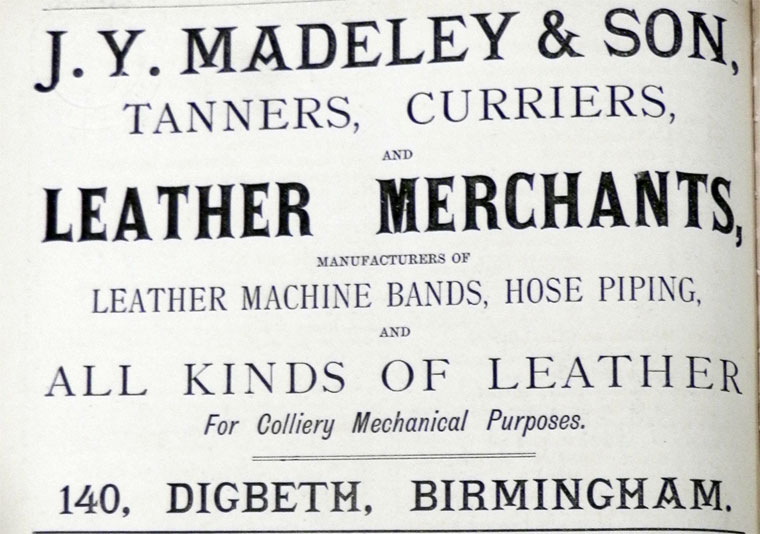 J. Y. MADELEY & SON,
TANNERS, CURRIERS,
AND
LEATHER MERCHANTS,
MANUFACTURERS OF
LEATHER MACHINE BANDS, HOSE PIPING,
AND
ALL KINDS OF LEATHER
For Colliery Mechanical Purposes.
140, DIGBETH, BIRMINGHAM.